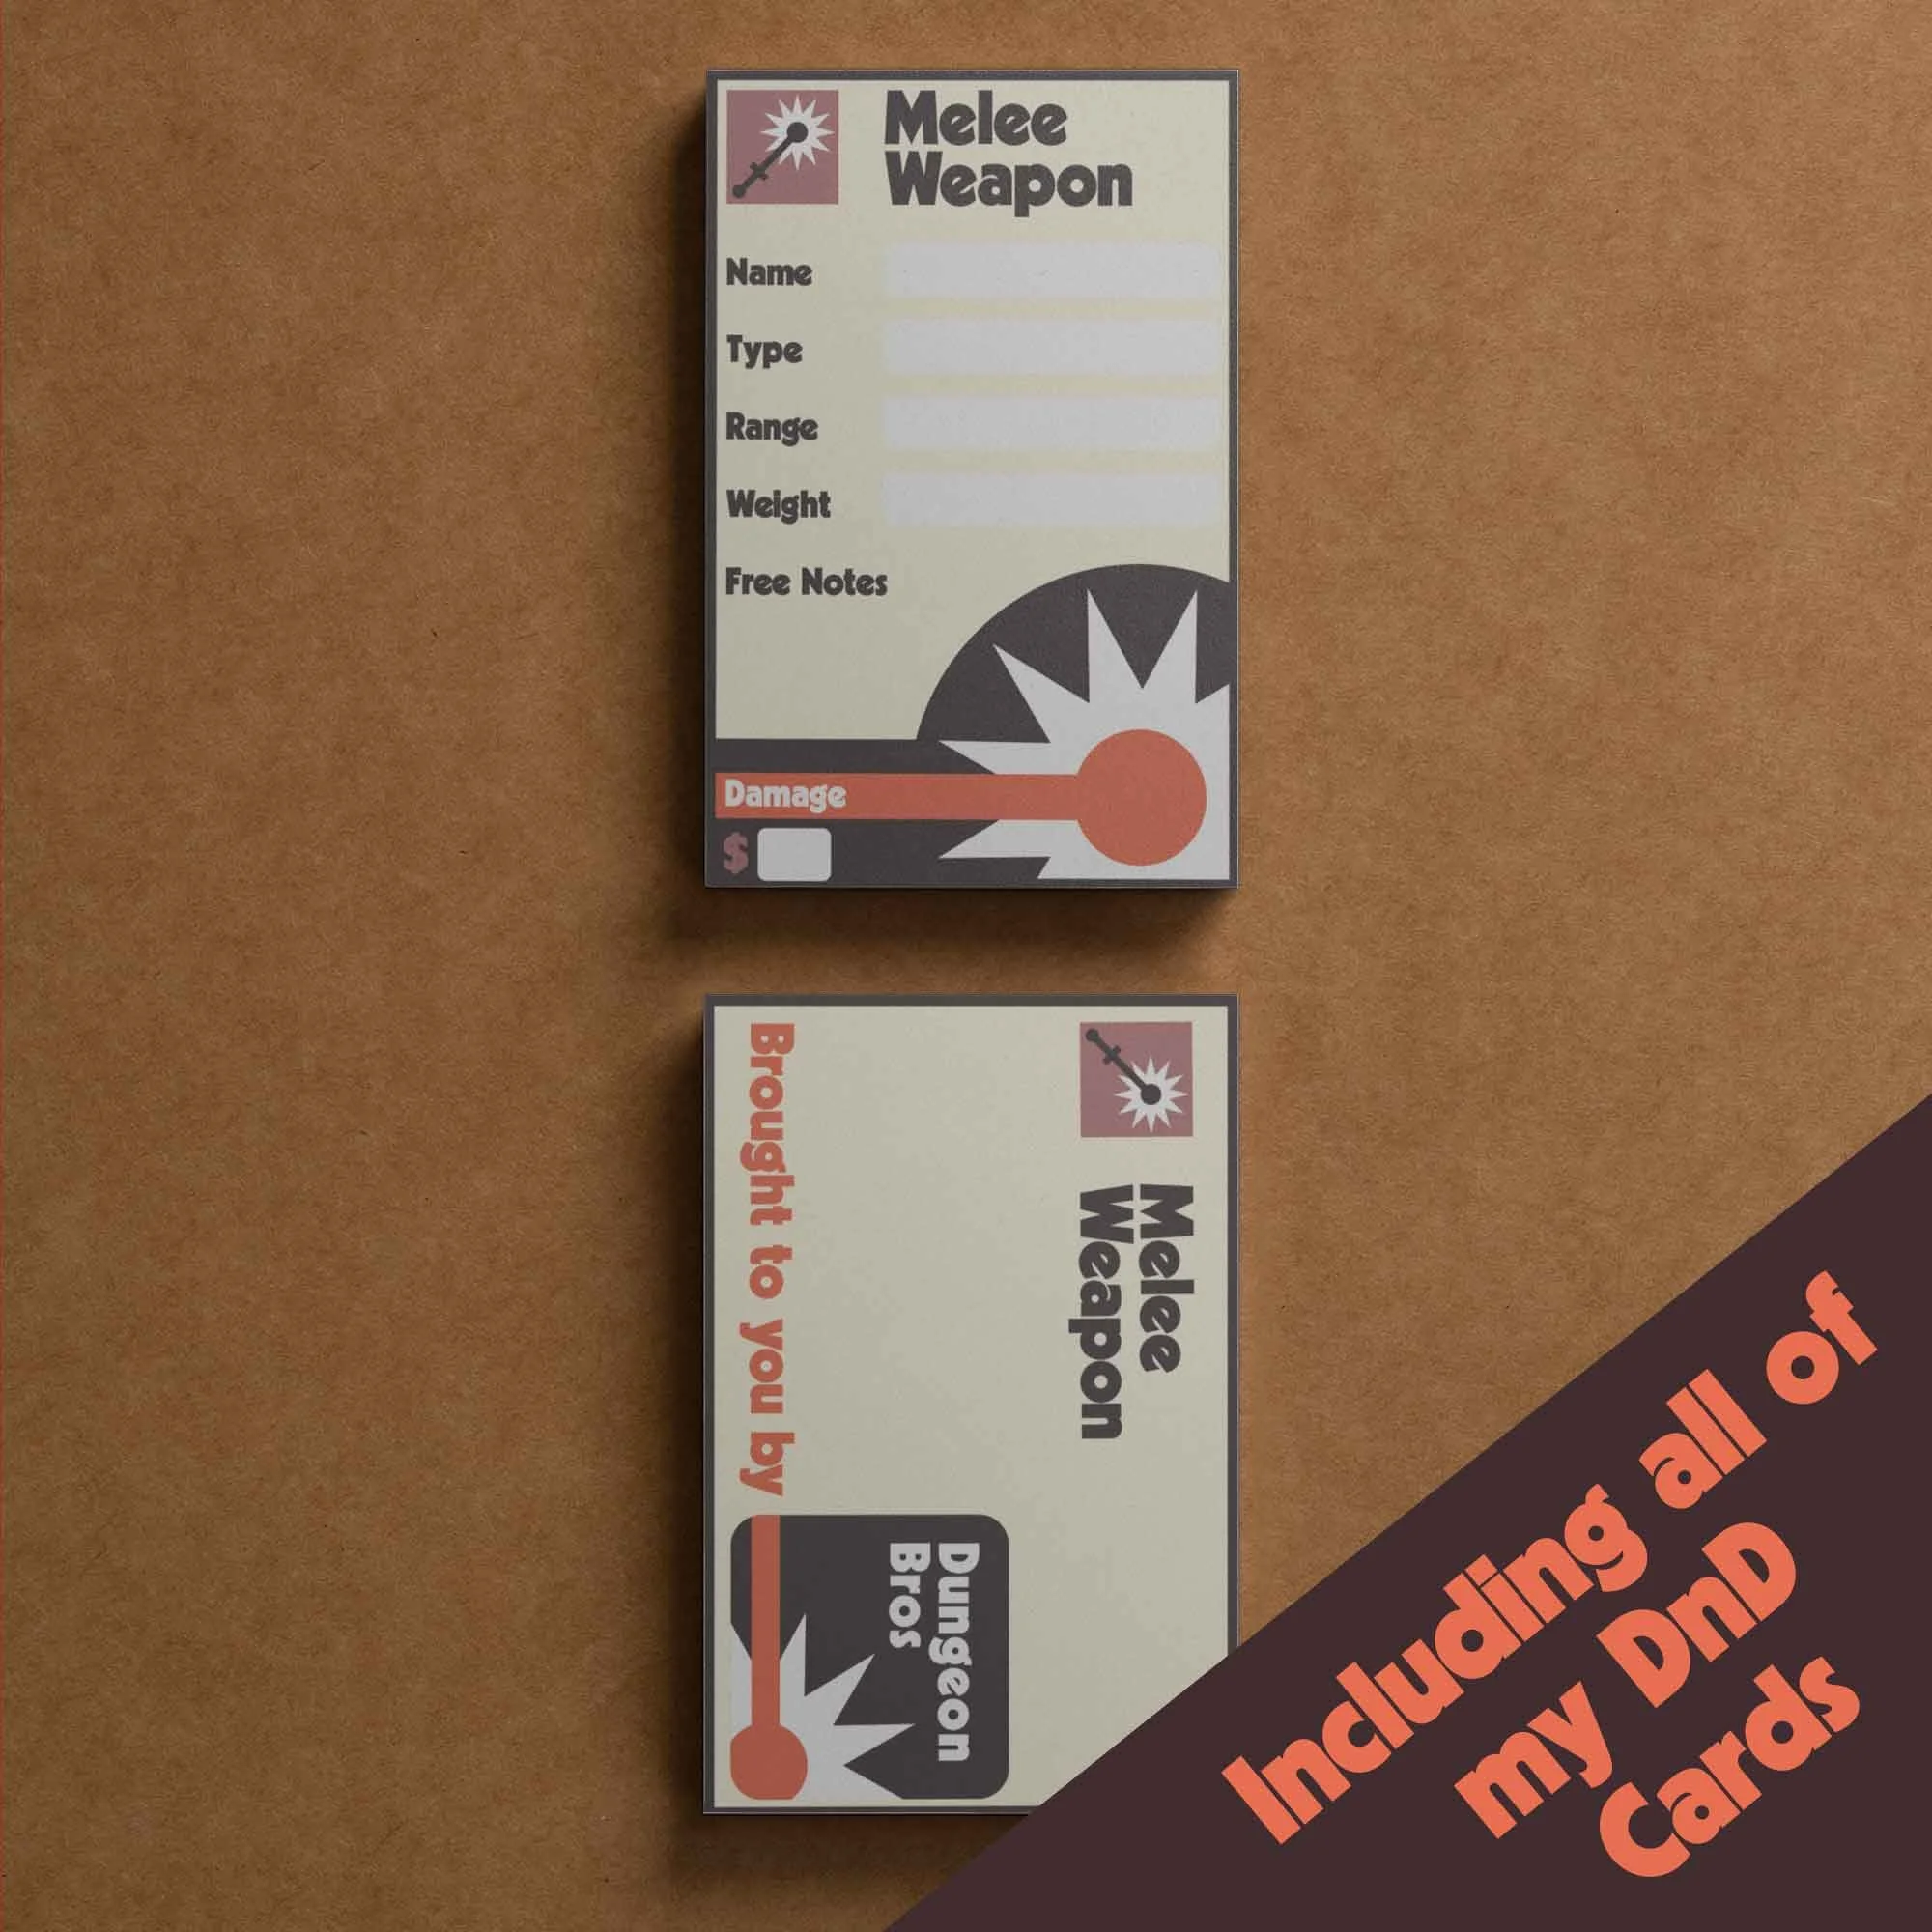 Melee
Weapon
Name
Type
Range
Weight
Free Notes
Damage
$
Melee
Weapon
Brought to you by
Dungeon
Bros
Including all of
my DnD
Cards